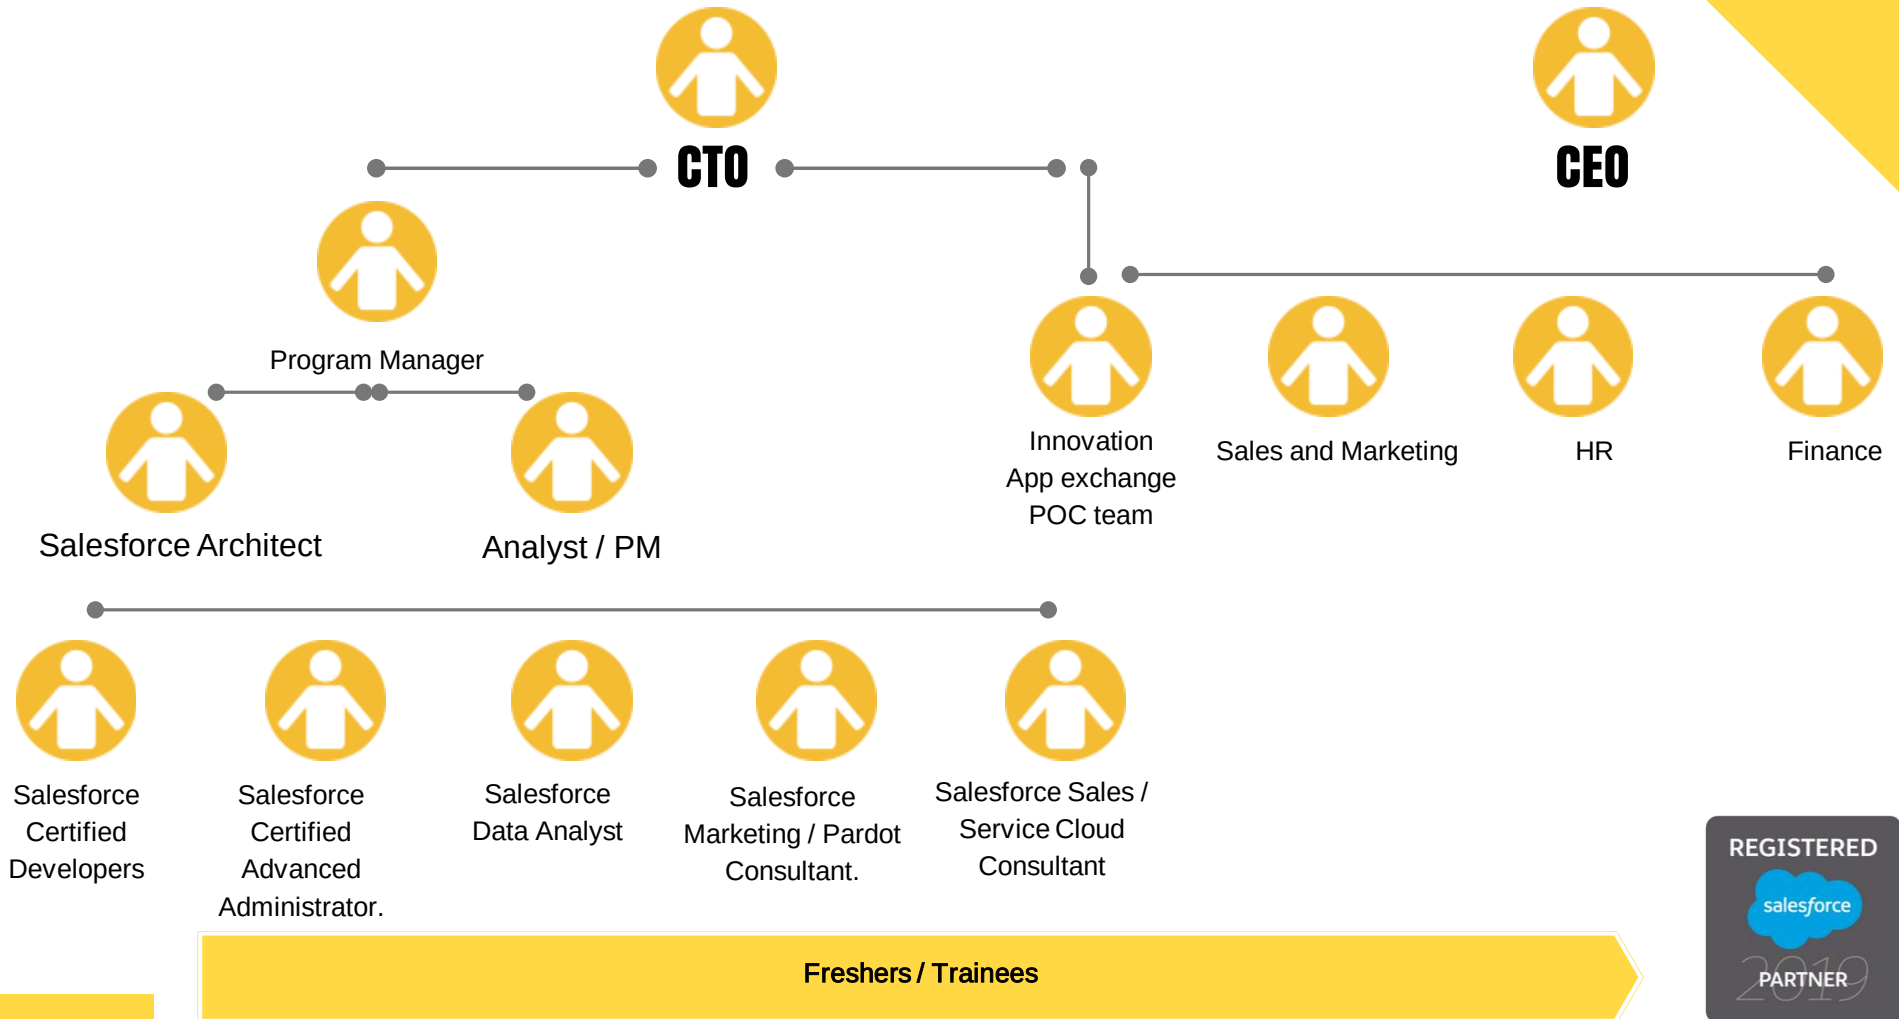 CTO
CEO
Program Manager
Innovation
App exchange
POC team
Sales and Marketing
HR
Finance
Salesforce Architect
Analyst / PM
Salesforce
Certified
Developers
Salesforce
Certified
Advanced
Administrator.
Salesforce
Data Analyst
Salesforce
Marketing / Pardot
Consultant.
Salesforce Sales /
Service Cloud
Consultant
Freshers / Trainees
REGISTERED
salesforce
2019
PARTNER